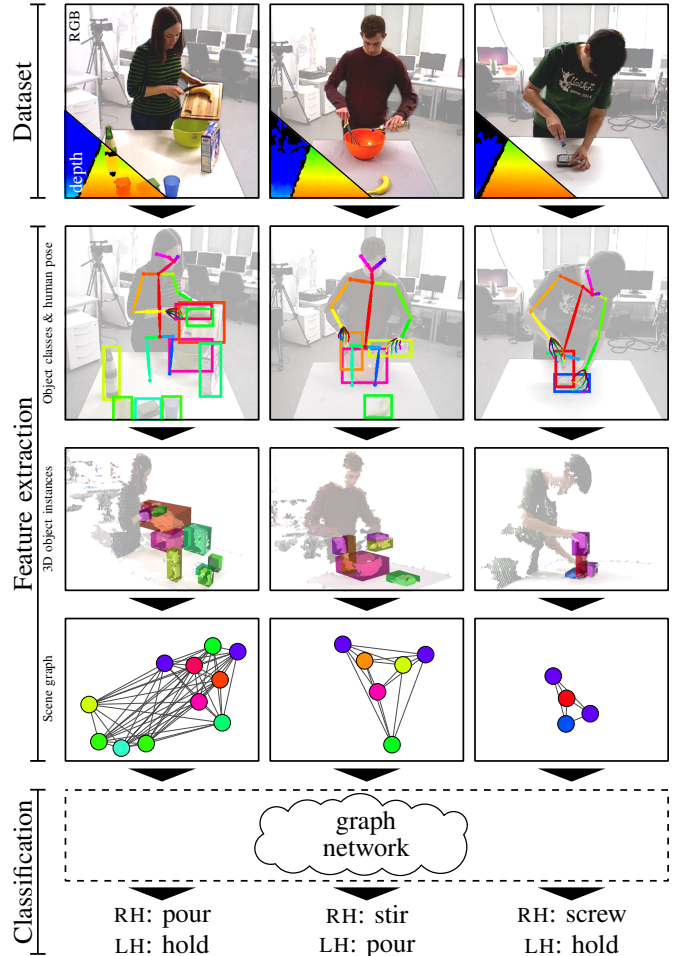 Dataset
RGB
depth
Feature extraction
Object classes & human pose
3D object instances
Scene graph
Classification
graph
network
RH: pour
LH: hold
RH: stir
LH: pour
RH: screw
LH: hold